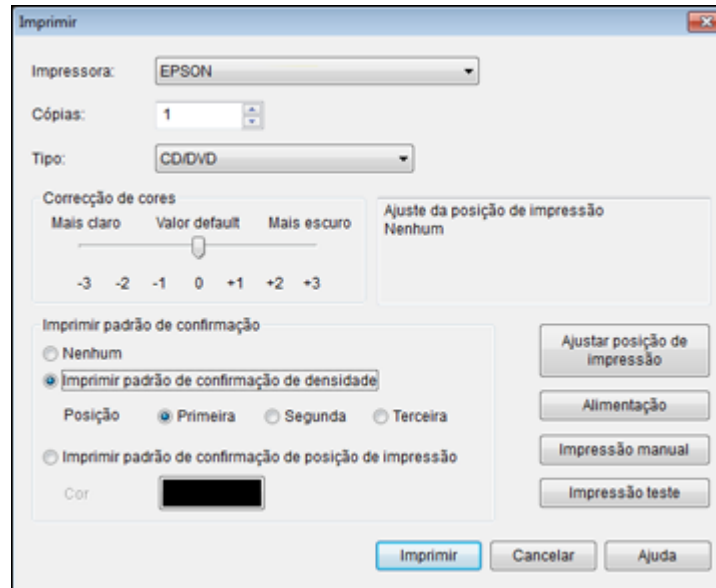 Imprimir
Impressora: EPSON
Cópias: 1
Tipo: CD/DVD
Correcção de cores
Mais claro Valor default Mais escuro
-3 -2 -1 0 +1 +2 +3
Ajuste da posição de impressão
Nenhum
Imprimir padrão de confirmação
Nenhum
Imprimir padrão de confirmação de densidade
Posição Primeira Segunda Terceira
Imprimir padrão de confirmação de posição de impressão
Cor
Ajustar posição de
impressão
Alimentação
Impressão manual
Impressão teste
Imprimir Cancelar Ajuda